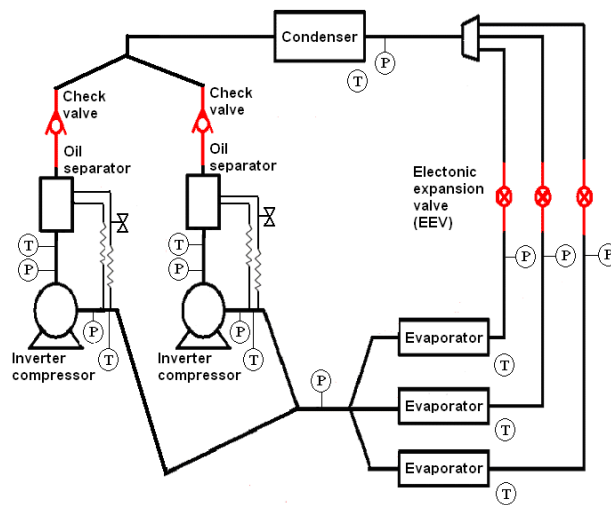 Condenser
P
T
Check
valve
Check
valve
Oil
separator
Oil
separator
Electonic
expansion
valve
(EEV)
T
P
T
P
P
P
P
P
P
T
P
T
Inverter
compressor
Inverter
compressor
P
Evaporator
T
Evaporator
T
Evaporator
T